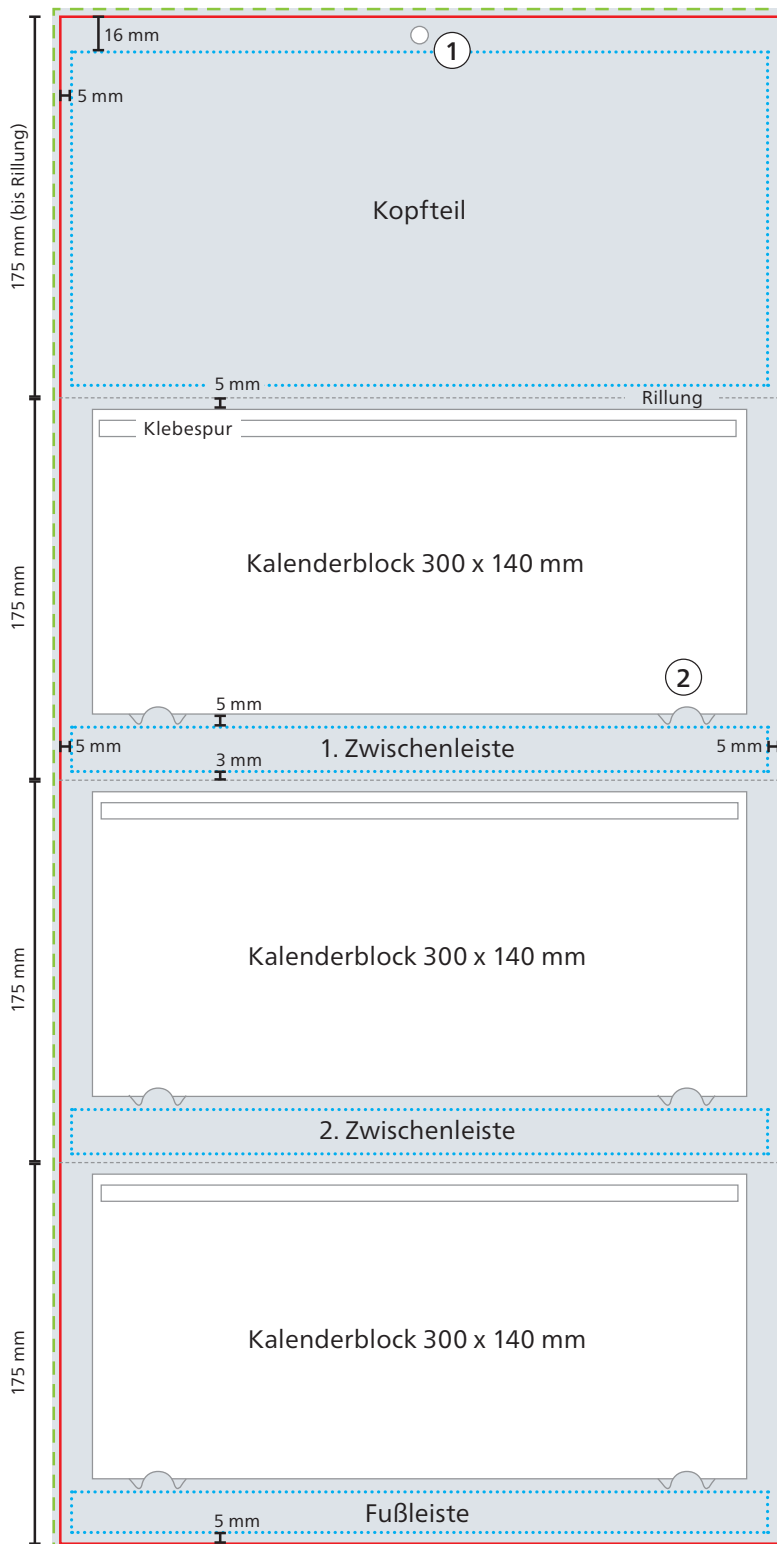 16 mm
1
5 mm
175 mm (bis Rillung)
Kopfteil
5 mm
Rillung
Klebespur
175 mm
Kalenderblock 300 x 140 mm
2
5 mm
5 mm
1. Zwischenleiste
5 mm
3 mm
175 mm
Kalenderblock 300 x 140 mm
2. Zwischenleiste
175 mm
Kalenderblock 300 x 140 mm
Fußleiste
5 mm